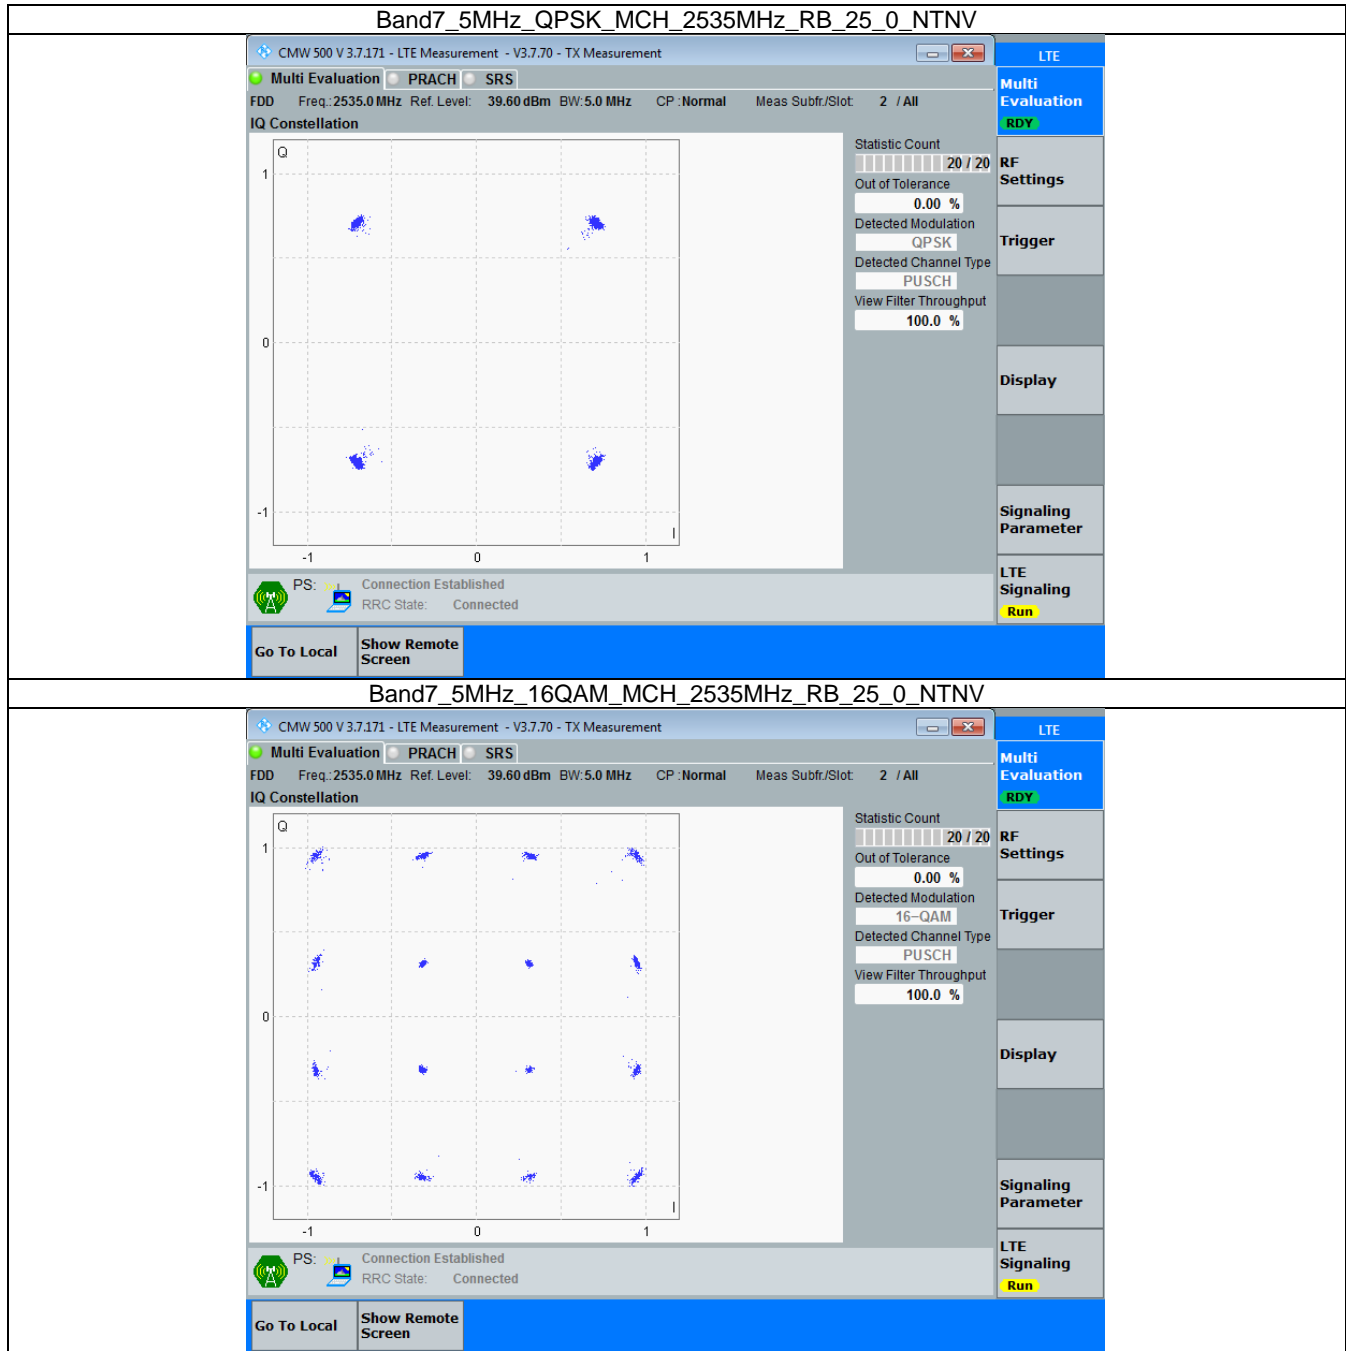 Band7_5MHz_QPSK_MCH_2535MHz_RB_25_0_NTNV
CMW 500 V 3.7.171 - LTE Measurement - V3.7.70 - TX Measurement
LTE
Multi Evaluation PRACH SRS
Multi Evaluation
RDY
FDD Freg.:2535.0 MHz Ref. Level: 39.60 dBm BW:5.0 MHz CP :Normal Meas Subfr./Slot: 2 / All
IQ Constellation
Q
1
0
-1
I
-1 0 1
Statistic Count
20 / 20
Out of Tolerance
0.00 %
Detected Modulation
QPSK
Detected Channel Type
PUSCH
View Filter Throughput
100.0 %
RF
Settings
Trigger
Display
Signaling
Parameter
LTE
Signaling
Run
PS: Connection Established
RRC State: Connected
Go To Local
Show Remote
Screen
Band7_5MHz_16QAM_MCH_2535MHz_RB_25_0_NTNV
CMW 500 V 3.7.171 - LTE Measurement - V3.7.70 - TX Measurement
LTE
Multi Evaluation PRACH SRS
Multi
Evaluation
RDY
FDD Freq.:2535.0 MHz Ref. Level: 39.60 dBm BW:5.0 MHz CP :Normal Meas Subfr./Slot: 2 / All
IQ Constellation
Q
1
0
-1
I
-1 0 1
Statistic Count
20 / 20
Out of Tolerance
0.00 %
Detected Modulation
16-QAM
Detected Channel Type
PUSCH
View Filter Throughput
100.0 %
RF
Settings
Trigger
Display
Signaling
Parameter
LTE
Signaling
Run
PS: Connection Established
RRC State: Connected
Go To Local
Show Remote
Screen